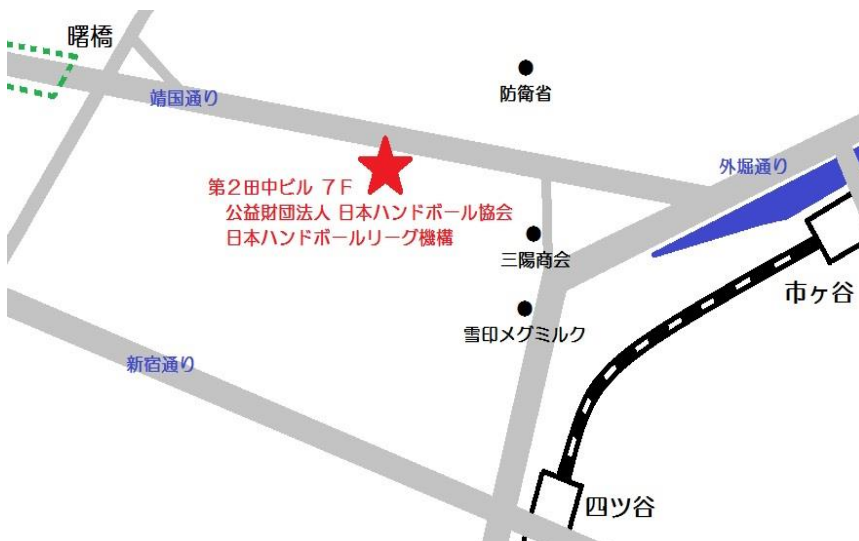 曙橋
靖国通り
防衛省
外堀通り
第2田中ビル 7F
公益財団法人 日本ハンドボール協会
日本ハンドボールリーグ機構
三陽商会
市ヶ谷
雪印メグミルク
新宿通り
四ツ谷